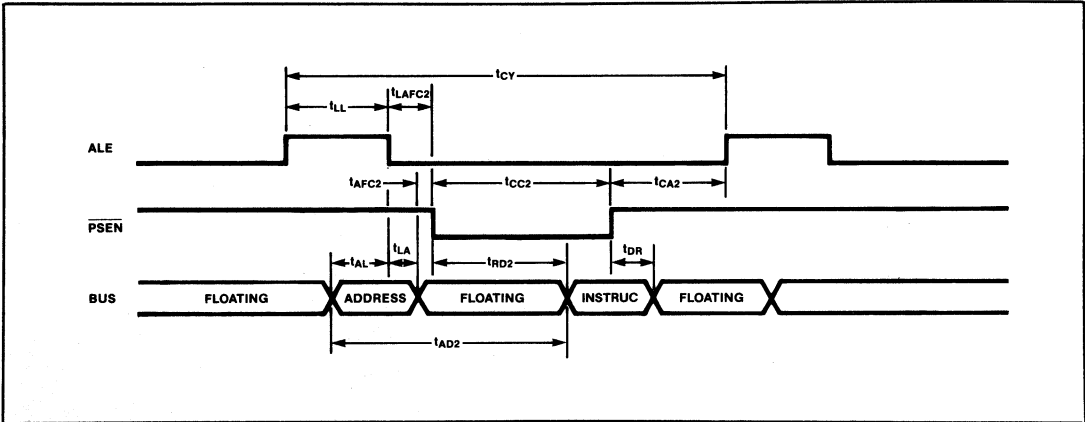 tCY
tLL
tLAFC2
ALE
tAFC2
tCC2
tCA2
PSEN
tAL
tLA
tRD2
tDR
BUS
FLOATING
ADDRESS
FLOATING
INSTRUC
FLOATING
tAD2